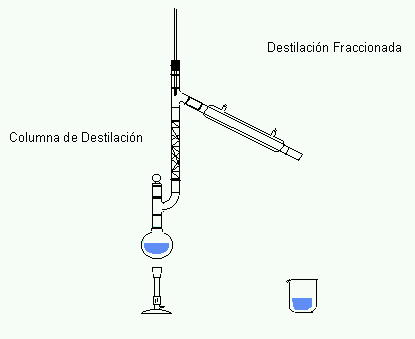 Destilación Fraccionada
Columna de Destilación